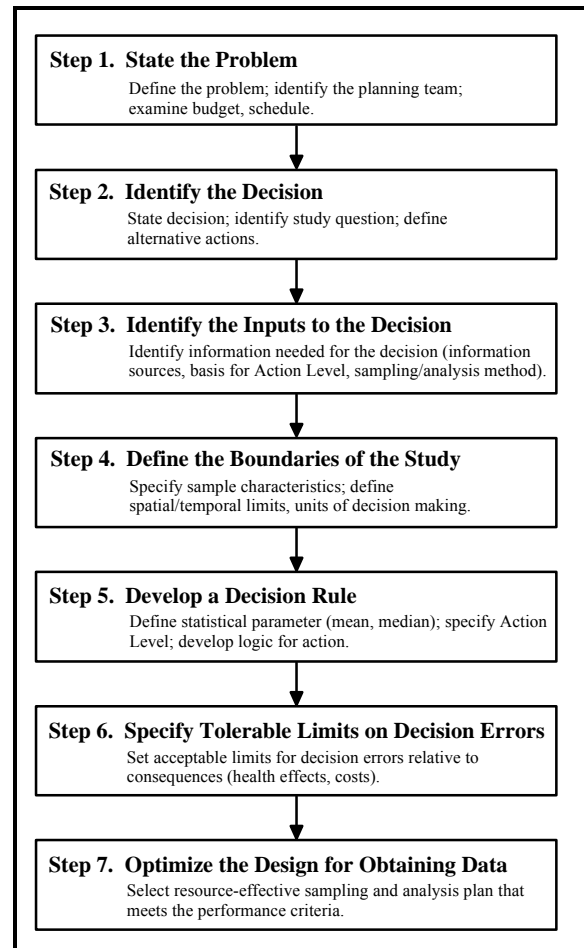 Step 1.  State the Problem
Define the problem; identify the planning team;
examine budget, schedule.
Step 2.  Identify the Decision
State decision; identify study question; define
alternative actions.
Step 3.  Identify the Inputs to the Decision
Identify information needed for the decision (information
sources, basis for Action Level, sampling/analysis method).
Step 4.  Define the Boundaries of the Study
Specify sample characteristics; define
spatial/temporal limits, units of decision making.
Step 5.  Develop a Decision Rule
Define statistical parameter (mean, median); specify Action
Level; develop logic for action.
Step 6.  Specify Tolerable Limits on Decision Errors
Set acceptable limits for decision errors relative to
consequences (health effects, costs).
Step 7.  Optimize the Design for Obtaining Data
Select resource-effective sampling and analysis plan that
meets the performance criteria.